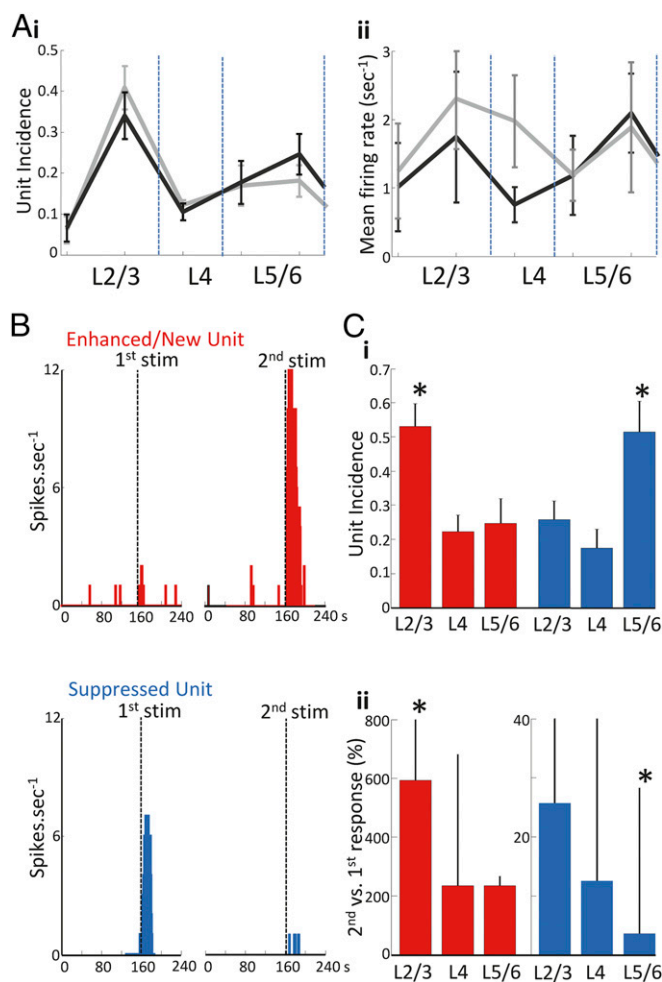 Ai
ii
Unit Incidence
0.5
0.4
0.3
0.2
0.1
0
L2/3 L4 L5/6
Mean firing rate (sec-1)
3
2
1
0
L2/3 L4 L5/6
B
Enhanced/New Unit
1st stim 2nd stim
Spikes.sec-1
12
6
0
0 80 160 240 0 80 160 240 s
Suppressed Unit
1st stim 2nd stim
Spikes.sec-1
12
6
0
0 80 160 240 0 80 160 240 s
C
i
Unit Incidence
0.7
0.6
0.5
0.4
0.3
0.2
0.1
0
* *
L2/3 L4 L5/6 L2/3 L4 L5/6
ii
2nd vs. 1st response (%)
800
600
400
200
0
*
40
20
0
*
L2/3 L4 L5/6 L2/3 L4 L5/6